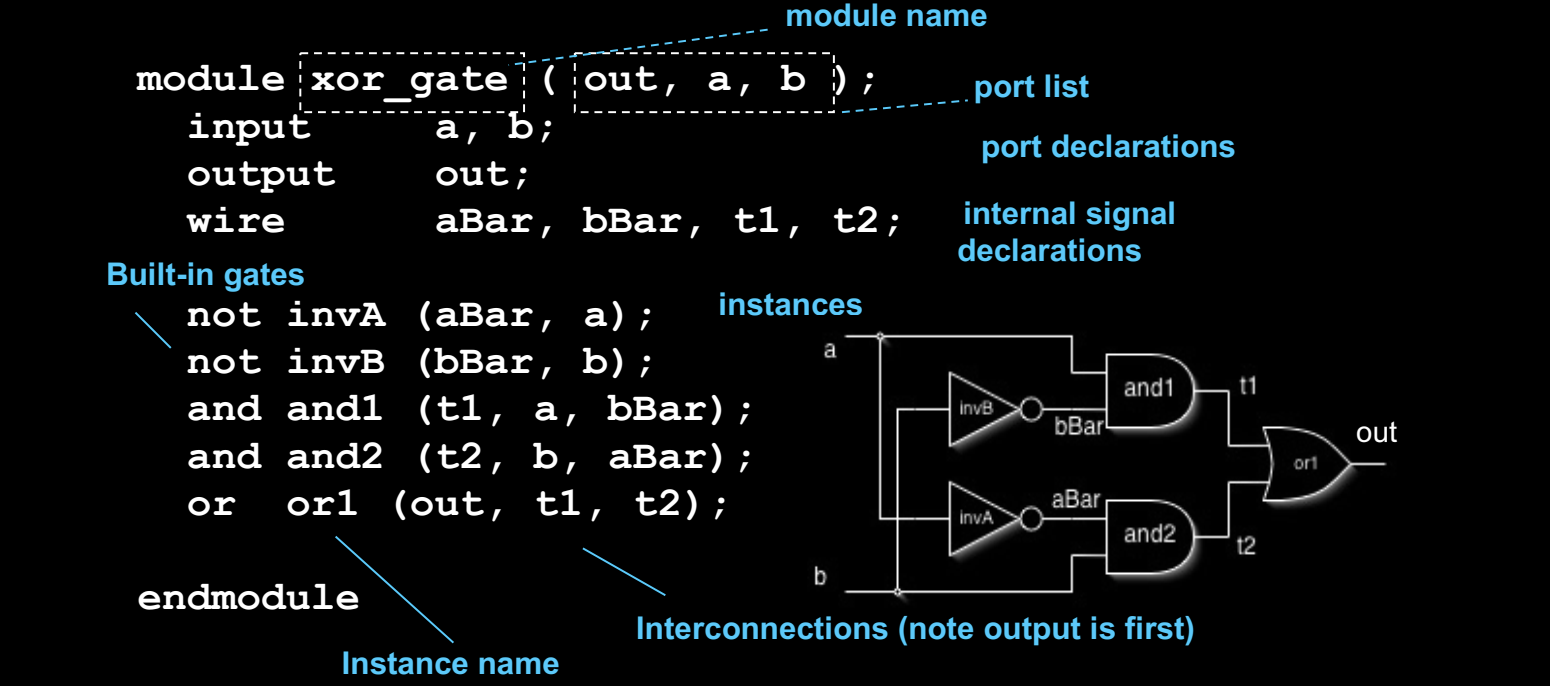 module name
module xor_gate ( out, a, b );
port list
input a, b;
port declarations
output out;
wire aBar, bBar, t1, t2;
internal signal
declarations
Built-in gates
instances
not invA (aBar, a);
not invB (bBar, b);
and and1 (t1, a, bBar);
and and2 (t2, b, aBar);
or or1 (out, t1, t2);
endmodule
a
invB
bBar
and1
t1
out
or1
invA
aBar
and2
t2
b
Interconnections (note output is first)
Instance name